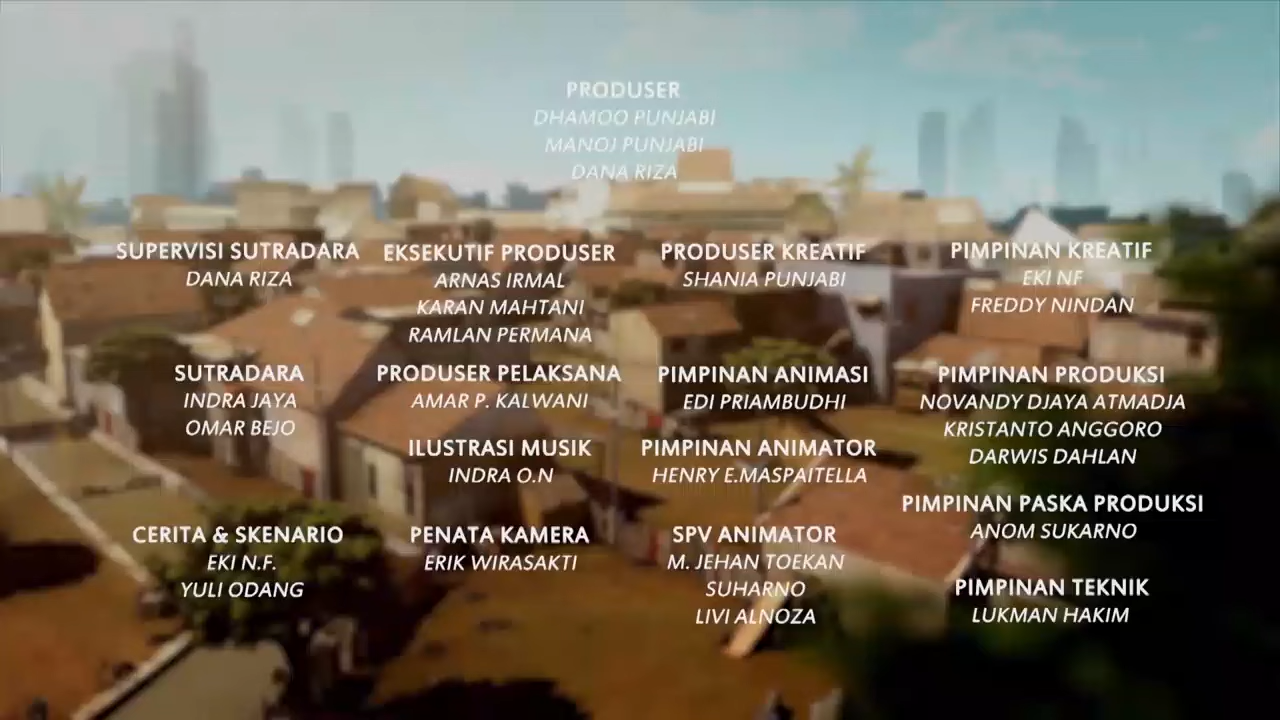 PRODUSER
DHAMOO PUNJABI
MANOJ PUNJABI
DANA RIZA
SUPERVISI SUTRADARA
DANA RIZA
EKSEKUTIF PRODUSER
ARNAS IRMAL
KARAN MAHTANI
RAMLAN PERMANA
PRODUSER KREATIF
SHANIA PUNJABI
PIMPINAN KREATIF
EKI NF
FREDDY NINDAN
SUTRADARA
INDRA JAYA
OMAR BEJO
PRODUSER PELAKSANA
AMAR P. KALWANI
ILUSTRASI MUSIK
INDRA O.N
PIMPINAN ANIMASI
EDI PRIAMBUDHI
PIMPINAN ANIMATOR
HENRY E.MASPAITELLA
PIMPINAN PRODUKSI
NOVANDY DJAYA ATMADJA
KRISTANTO ANGGORO
DARWIS DAHLAN
PIMPINAN PASKA PRODUKSI
ANOM SUKARNO
CERITA & SKENARIO
EKI N.F.
YULI ODANG
PENATA KAMERA
ERIK WIRASAKTI
SPV ANIMATOR
M. JEHAN TOEKAN
SUHARNO
LIVI ALNOZA
PIMPINAN TEKNIK
LUKMAN HAKIM